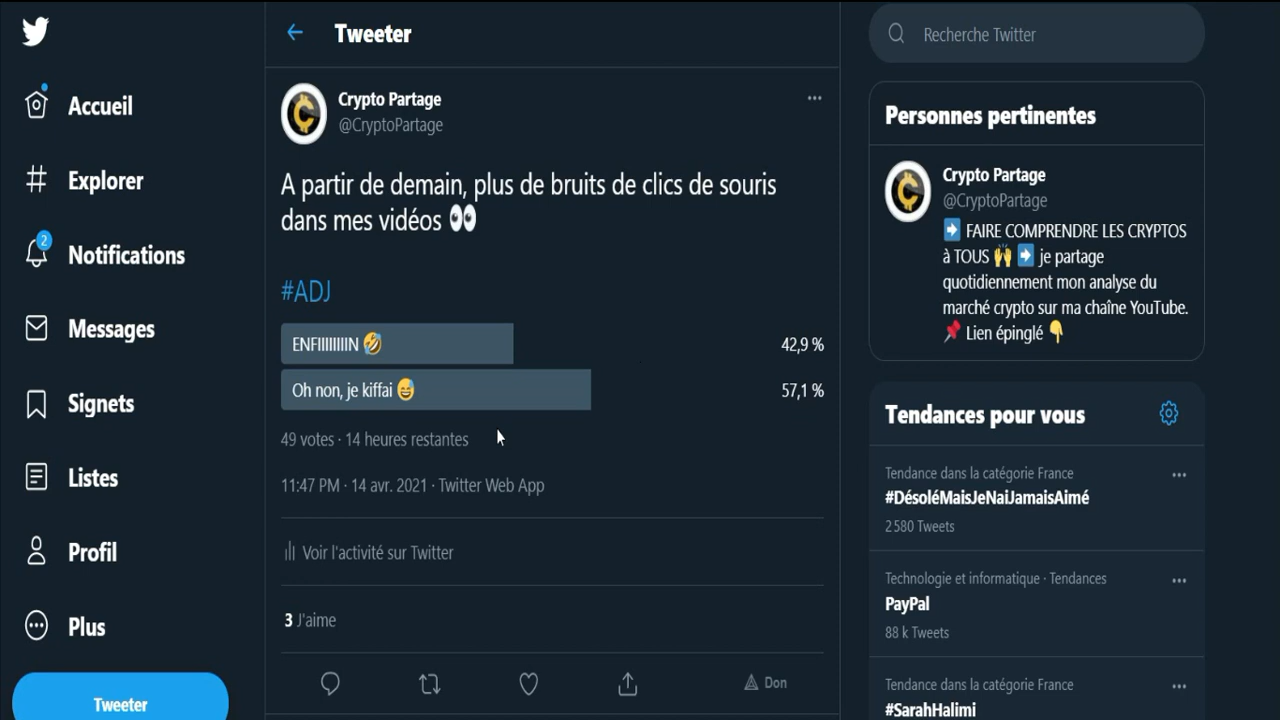 Accueil
Explorer
2
Notifications
Messages
Signets
Listes
Profil
Plus
Tweeter
Tweeter
Crypto Partage
@CryptoPartage
A partir de demain, plus de bruits de clics de souris
dans mes vidéos 👀
#ADJ
ENFIIIIIIIIN 🤣 42,9 %
Oh non, je kiffai 😅 57,1 %
49 votes · 14 heures restantes
11:47 PM · 14 avr. 2021 · Twitter Web App
Voir l'activité sur Twitter
3 J'aime
Don
Recherche Twitter
Personnes pertinentes
Crypto Partage
@CryptoPartage
➡️ FAIRE COMPRENDRE LES CRYPTOS
à TOUS 🙌 ➡️ je partage
quotidiennement mon analyse du
marché crypto sur ma chaîne YouTube.
📌 Lien épinglé 👇
Tendances pour vous
Tendance dans la catégorie France
#DésoléMaisJeNaiJamaisAimé
2 580 Tweets
Technologie et informatique · Tendances
PayPal
88 k Tweets
Tendance dans la catégorie France
#SarahHalimi